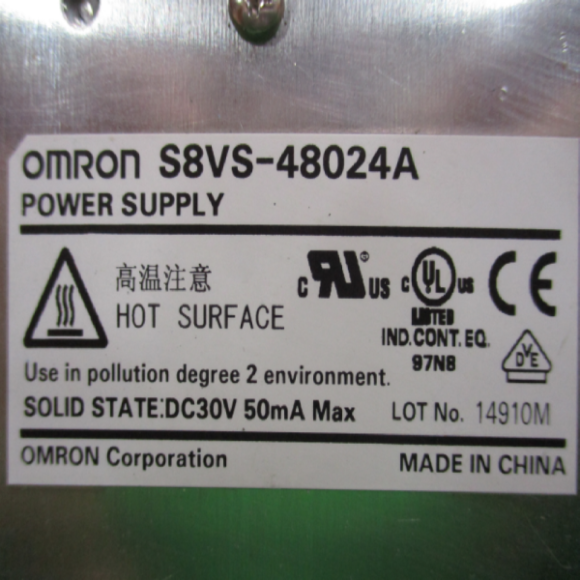 OMRON S8VS-48024A
POWER SUPPLY
高温注意
HOT SURFACE
c RU® US
c UL US
LISTED
IND.CONT. EQ.
97N8
CE
DVE
Use in pollution degree 2 environment.
SOLID STATE:DC30V 50mA Max
LOT No. 14910M
OMRON Corporation
MADE IN CHINA